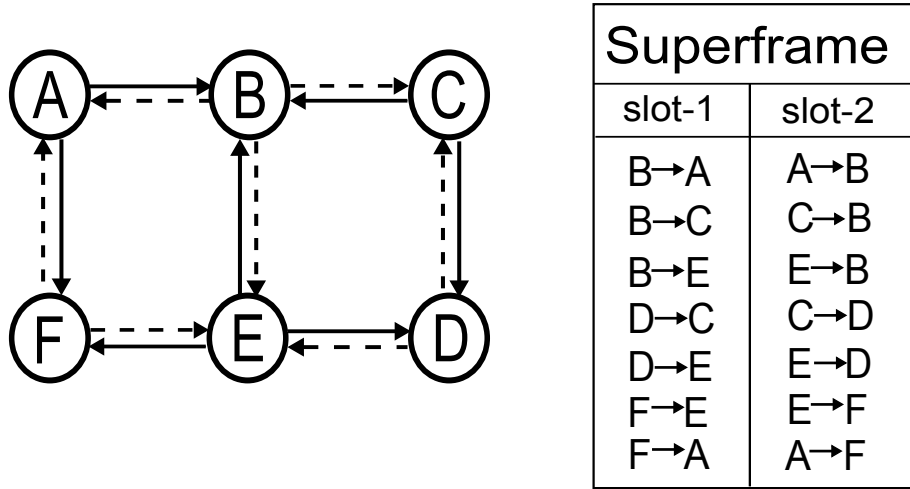 A B C
F E D
Superframe
slot-1 slot-2
B→A A→B
B→C C→B
B→E E→B
D→C C→D
D→E E→D
F→E E→F
F→A A→F